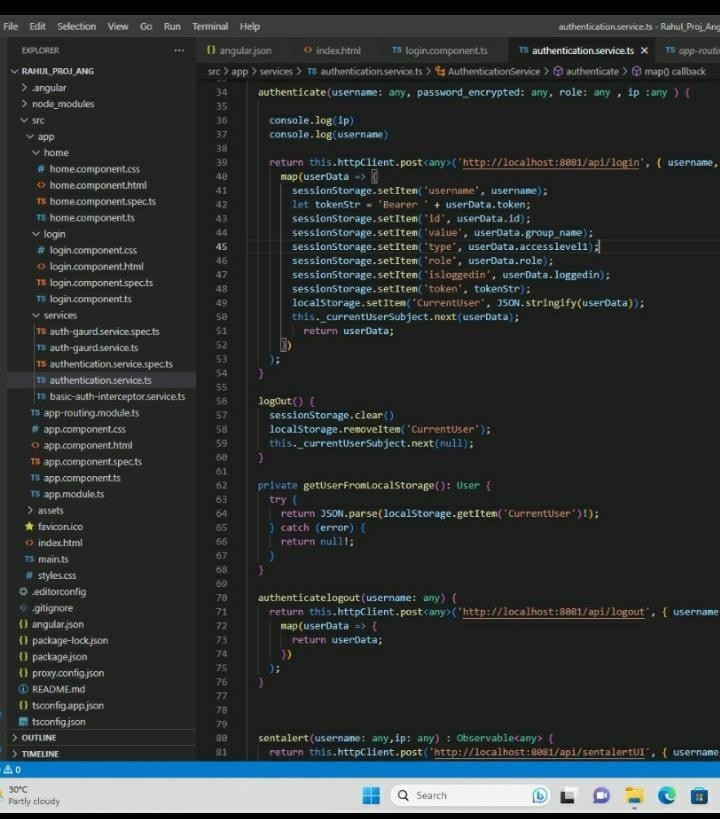 File Edit Selection View Go Run Terminal Help
authentication.service.ts - Rahul_Proj_Ang
EXPLORER
···
{} angular.json
<> index.html
TS login.component.ts
TS authentication.service.ts ×
TS app-routi
src > app > services > TS authentication.service.ts > AuthenticationService > authenticate > map() callback
RAHUL_PROJ_ANG
> .angular
> node_modules
src
app
home
# home.component.css
<> home.component.html
TS home.component.spec.ts
TS home.component.ts
login
# login.component.css
<> login.component.html
TS login.component.spec.ts
TS login.component.ts
services
TS auth-gaurd.service.spec.ts
TS auth-gaurd.service.ts
TS authentication.service.spec.ts
TS authentication.service.ts
TS basic-auth-interceptor.service.ts
TS app-routing.module.ts
# app.component.css
<> app.component.html
TS app.component.spec.ts
TS app.component.ts
TS app.module.ts
> assets
favicon.ico
<> index.html
TS main.ts
# styles.css
.editorconfig
.gitignore
{} angular.json
{} package-lock.json
{} package.json
{} proxy.config.json
README.md
{} tsconfig.app.json
tsconfig.json
> OUTLINE
> TIMELINE
34 authenticate(username: any, password_encrypted: any, role: any , ip :any ) {
35
36 console.log(ip)
37 console.log(username)
38
39 return this.httpClient.post<any>('http://localhost:8081/api/login', { username,
40 map(userData => {
41 sessionStorage.setItem('username', username);
42 let tokenStr = 'Bearer ' + userData.token;
43 sessionStorage.setItem('id', userData.id);
44 sessionStorage.setItem('value', userData.group_name);
45 sessionStorage.setItem('type', userData.accesslevel1);
46 sessionStorage.setItem('role', userData.role);
47 sessionStorage.setItem('isloggedin', userData.loggedin);
48 sessionStorage.setItem('token', tokenStr);
49 localStorage.setItem('CurrentUser', JSON.stringify(userData));
50 this._currentUserSubject.next(userData);
51 return userData;
52 })
53 );
54 }
55
56 logOut() {
57 sessionStorage.clear()
58 localStorage.removeItem('CurrentUser');
59 this._currentUserSubject.next(null);
60 }
61
62 private getUserFromLocalStorage(): User {
63 try {
64 return JSON.parse(localStorage.getItem('CurrentUser')!);
65 } catch (error) {
66 return null!;
67 }
68 }
69
70 authenticatelogout(username: any) {
71 return this.httpClient.post<any>('http://localhost:8081/api/logout', { username
72 map(userData => {
73 return userData;
74 })
75 );
76 }
77
78
79
80 sentalert(username: any,ip: any) : Observable<any> {
81 return this.httpClient.post('http://localhost:8081/api/sentalertUI', { username
0
30°C
Partly cloudy
Search